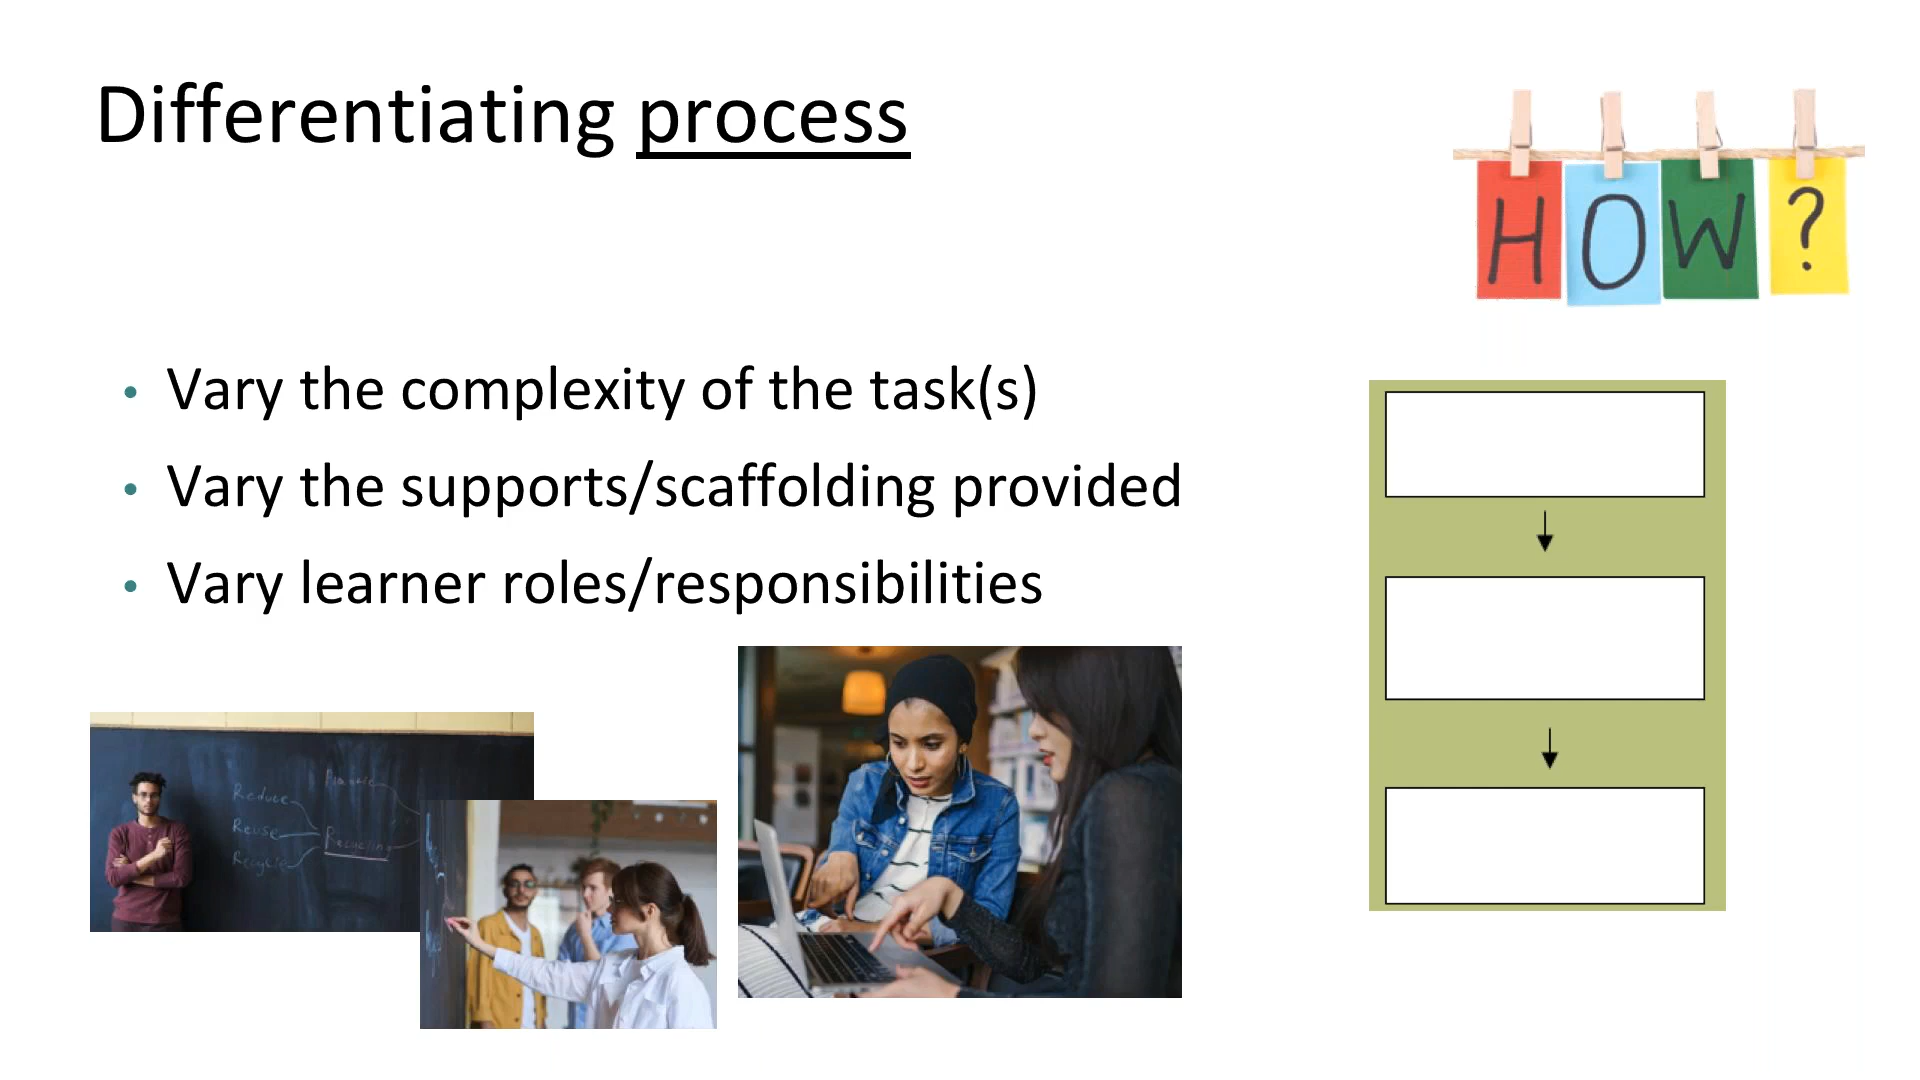 Differentiating process
HOW?
• Vary the complexity of the task(s)
• Vary the supports/scaffolding provided
• Vary learner roles/responsibilities
Reduce
Reuse
Recycle
Recycling